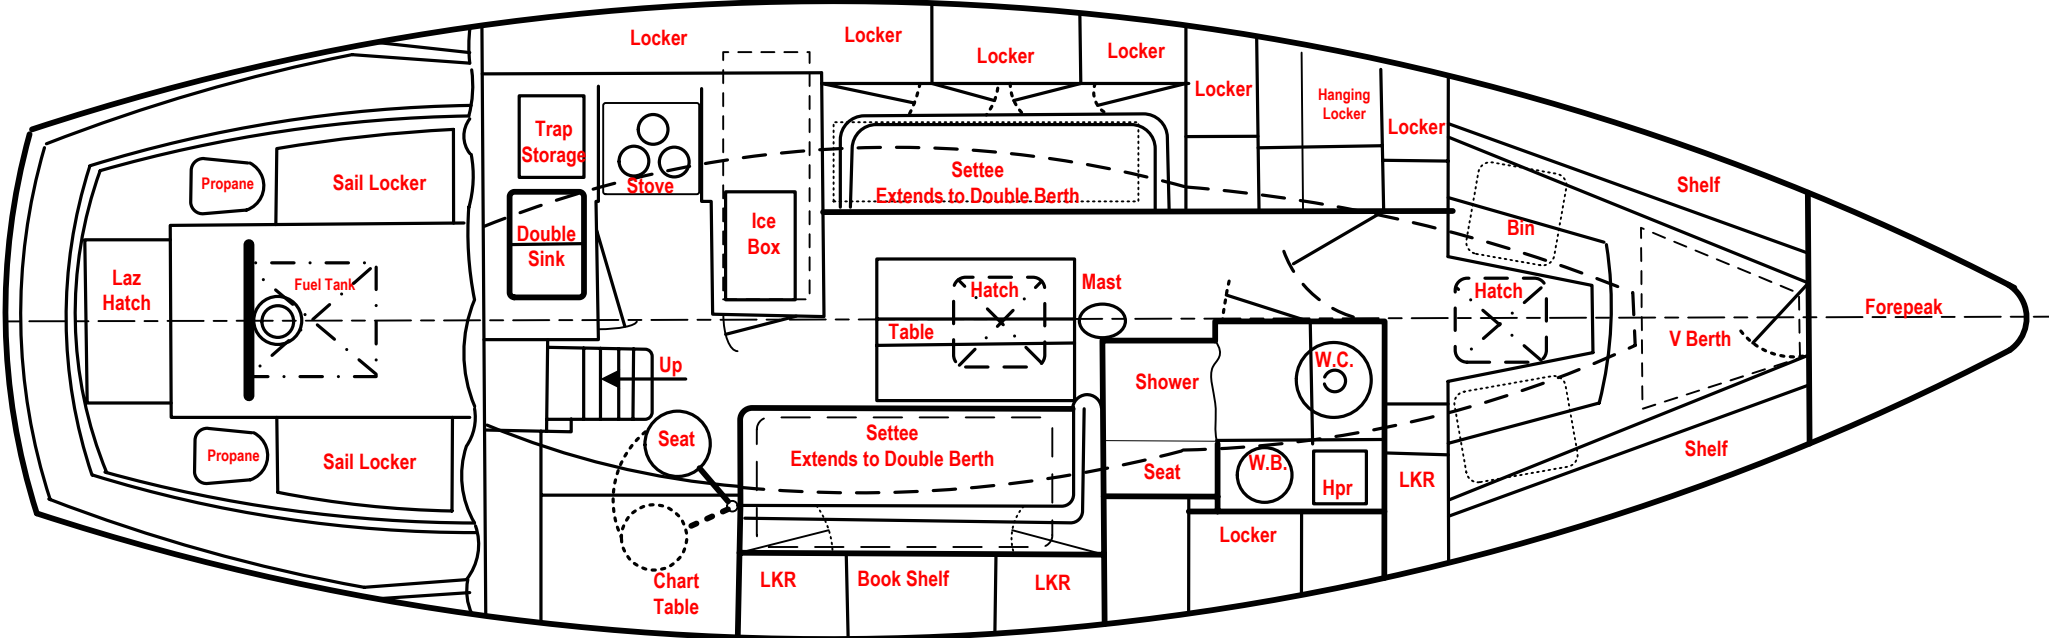 Locker
Locker
Locker
Locker
Locker
Hanging
Locker
Locker
Trap
Storage
Stove
Propane
Sail Locker
Settee
Extends to Double Berth
Shelf
Double
Sink
Ice
Box
Bin
Laz
Hatch
Fuel Tank
Hatch
Mast
Hatch
Forepeak
Table
V Berth
Up
Shower
W.C.
Seat
Settee
Extends to Double Berth
Propane
Sail Locker
Seat
W.B.
Hpr
LKR
Shelf
Locker
Chart
Table
LKR
Book Shelf
LKR